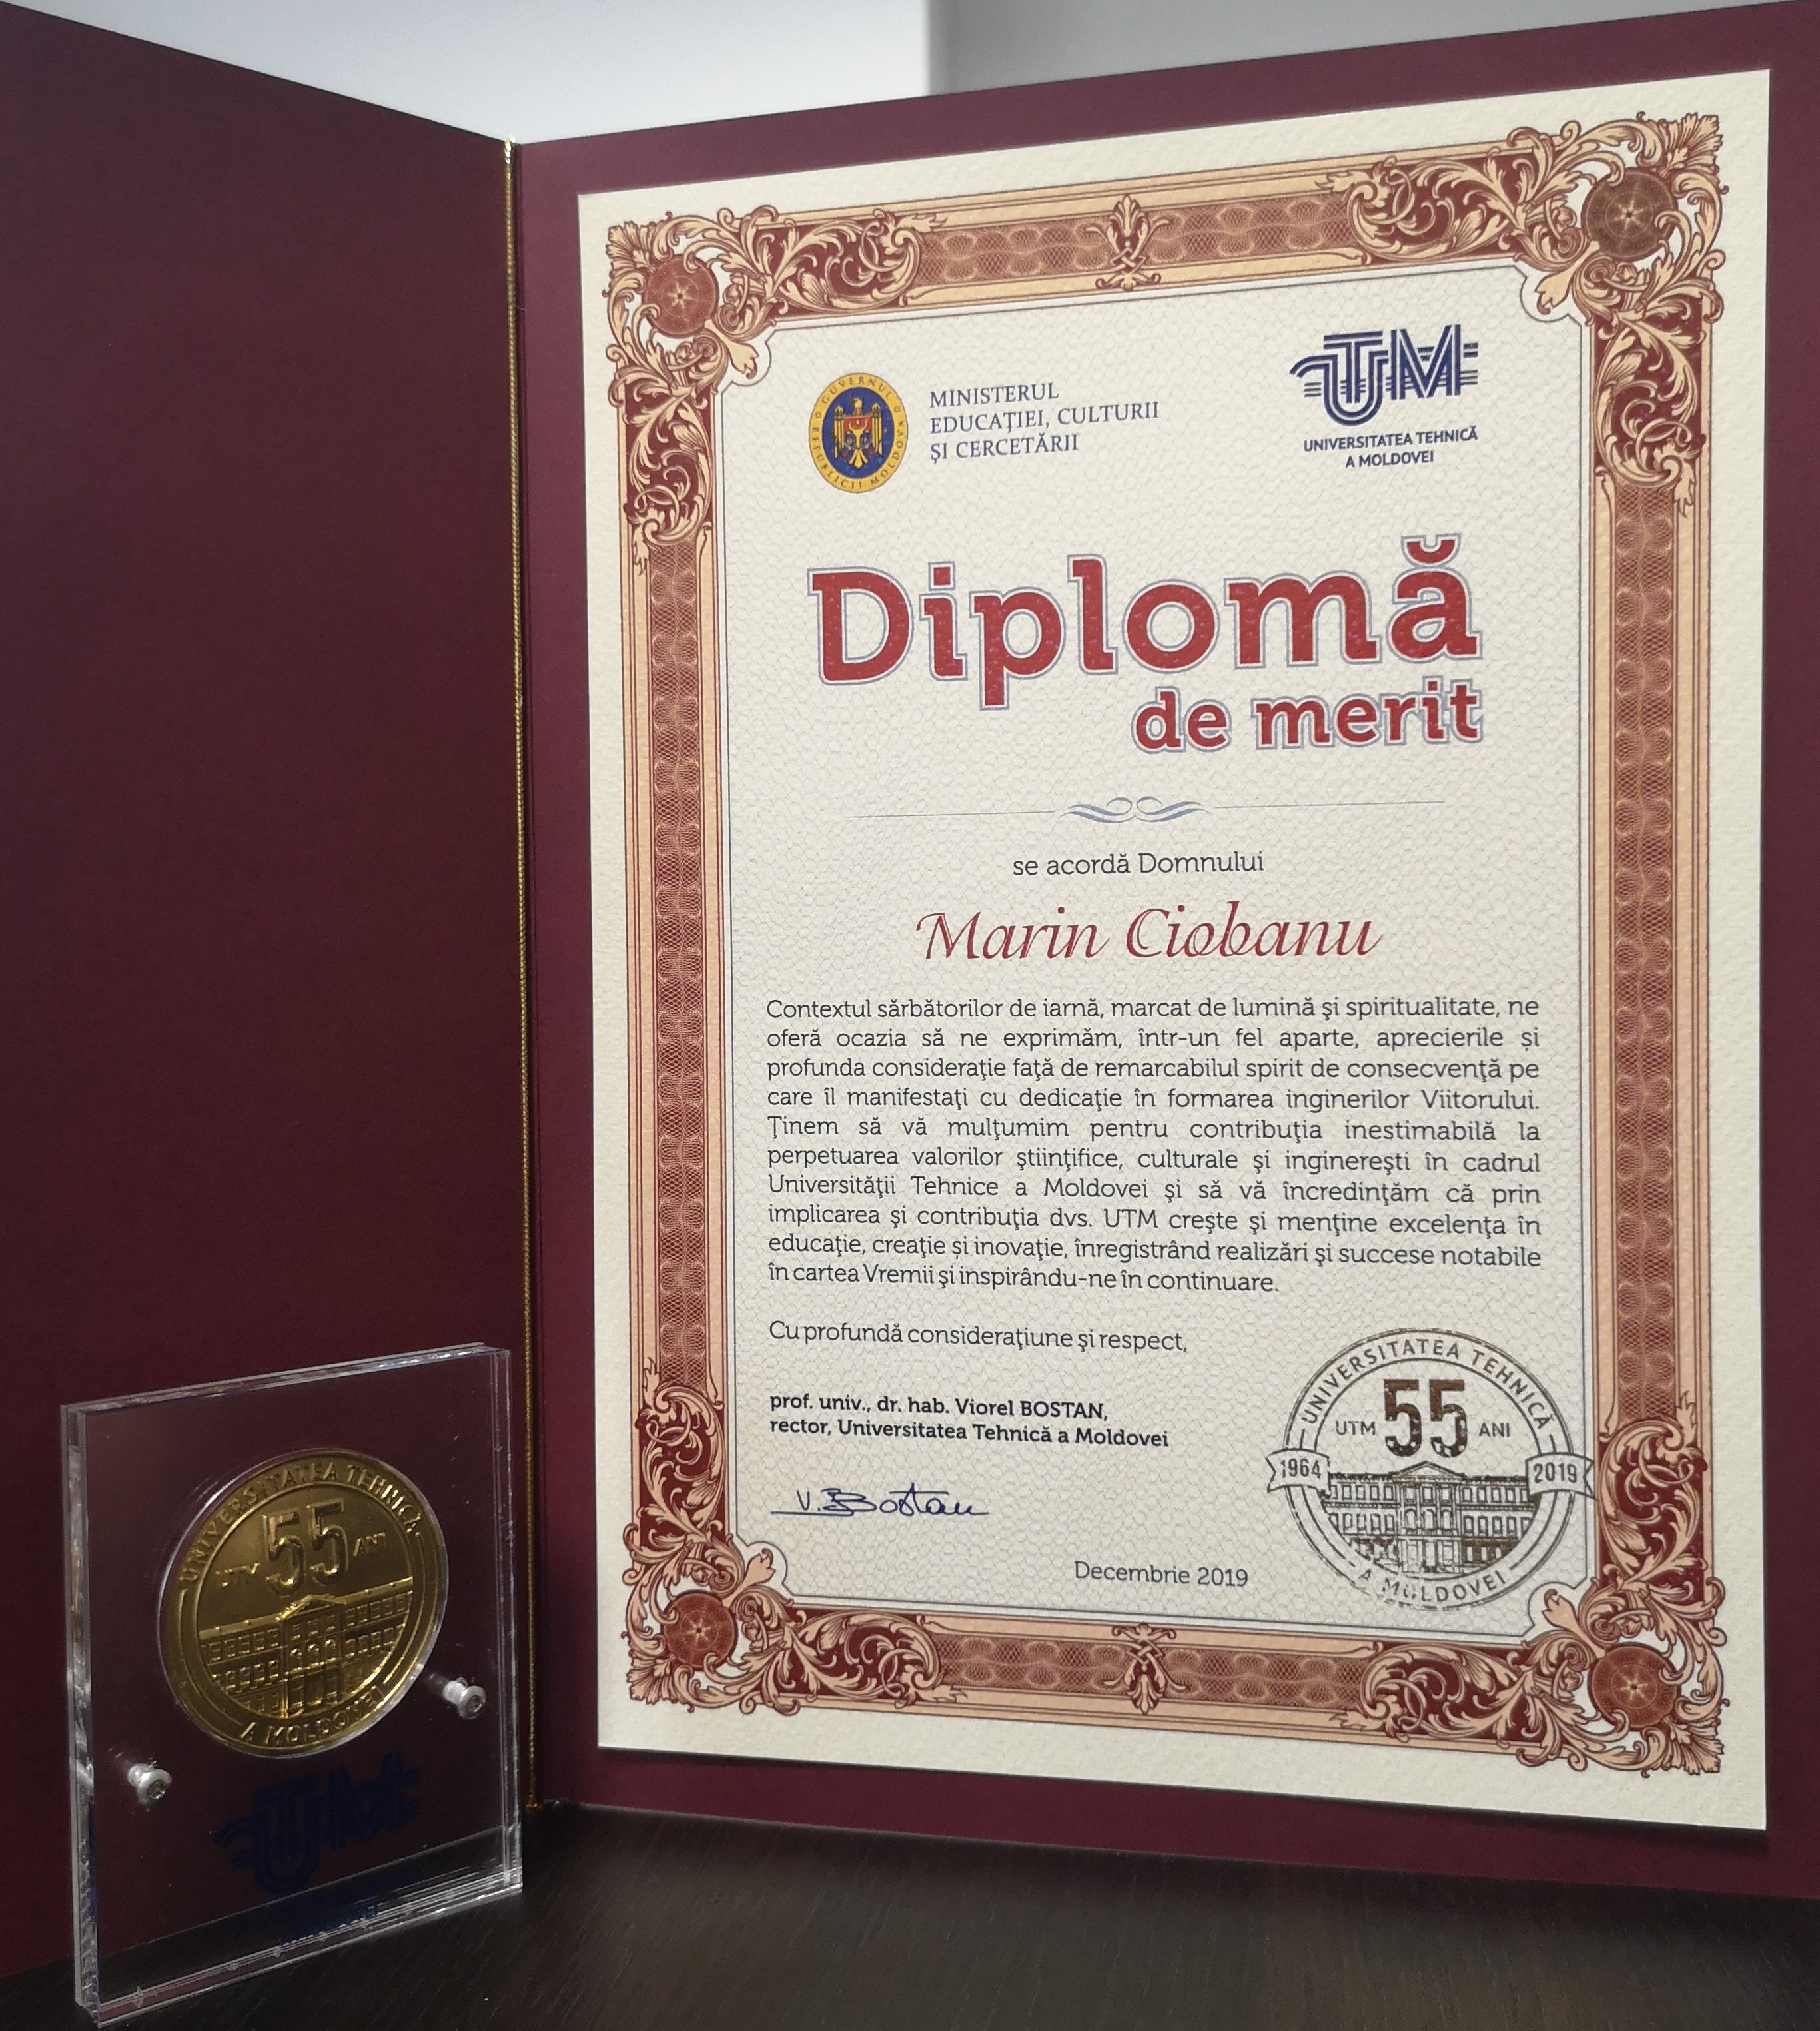 GUVERNUL REPUBLICII MOLDOVA
MINISTERUL
EDUCAŢIEI, CULTURII
ŞI CERCETĂRII
UTM
UNIVERSITATEA TEHNICĂ
A MOLDOVEI
Diplomă
de merit
se acordă Domnului
Marin Ciobanu
Contextul sărbătorilor de iarnă, marcat de lumină şi spiritualitate, ne
oferă ocazia să ne exprimăm, într-un fel aparte, aprecierile și
profunda consideraţie faţă de remarcabilul spirit de consecvenţă pe
care îl manifestaţi cu dedicaţie în formarea inginerilor Viitorului.
Ţinem să vă mulţumim pentru contribuţia inestimabilă la
perpetuarea valorilor ştiinţifice, culturale şi inginereşti în cadrul
Universităţii Tehnice a Moldovei şi să vă încredinţăm că prin
implicarea şi contribuţia dvs. UTM creşte şi menţine excelenţa în
educaţie, creaţie și inovaţie, înregistrând realizări şi succese notabile
în cartea Vremii şi inspirându-ne în continuare.
Cu profundă consideraţiune şi respect,
prof. univ., dr. hab. Viorel BOSTAN,
rector, Universitatea Tehnică a Moldovei
V. Bostan
Decembrie 2019
UNIVERSITATEA TEHNICĂ
UTM 55 ANI
1964 2019
A MOLDOVEI
UNIVERSITATEA TEHNICĂ
UTM 55 ANI
A MOLDOVEI
UTM